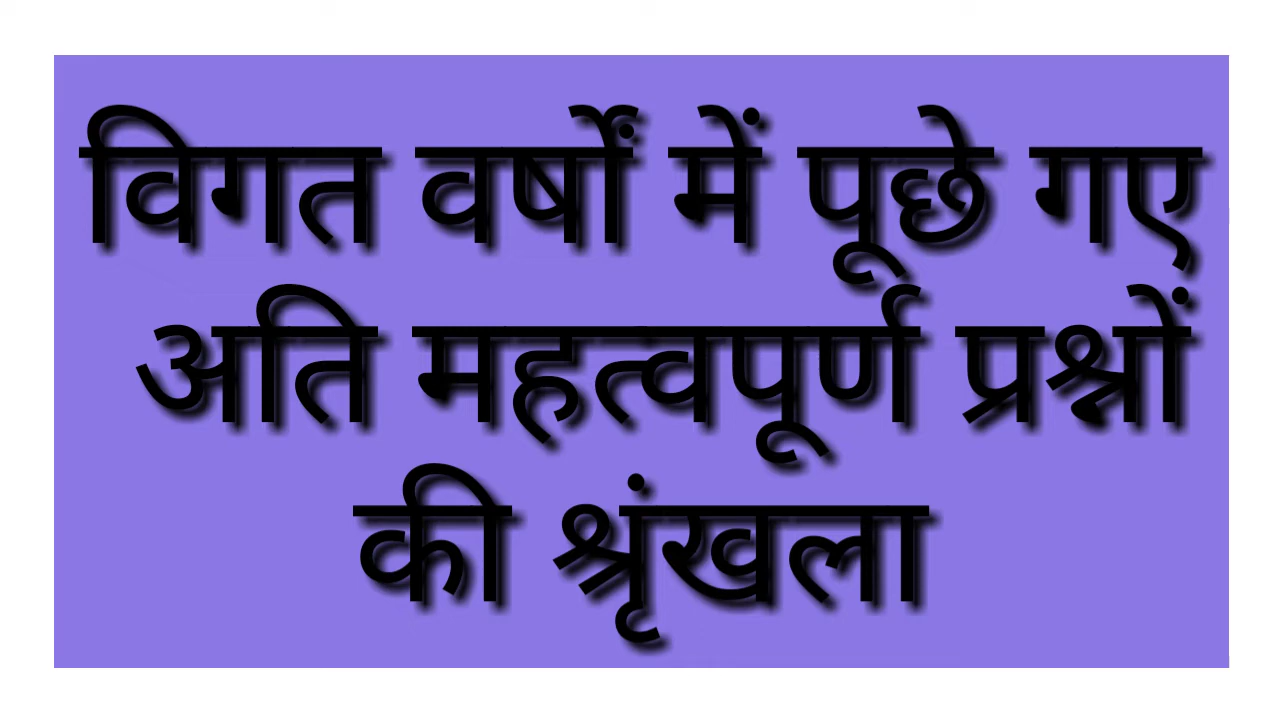 विगत वर्षों में पूछे गए
अति महत्वपूर्ण प्रश्नों
की श्रृंखला